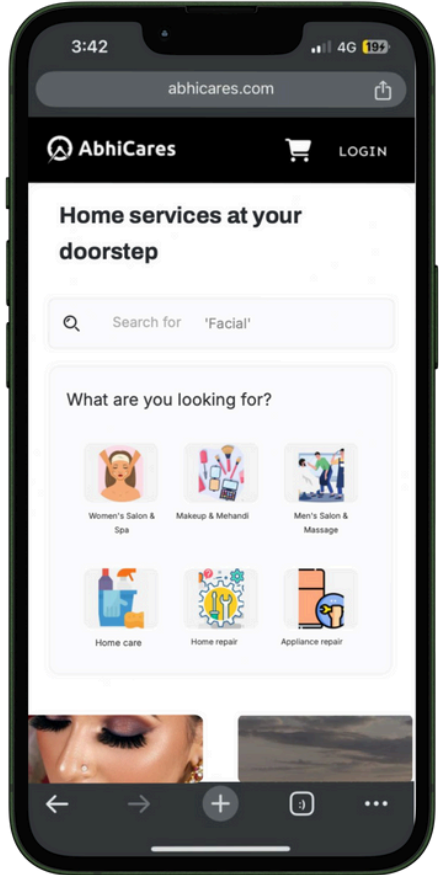 3:42
4G 19
abhicares.com
AbhiCares
LOGIN
Home services at your
doorstep
Search for 'Facial'
What are you looking for?
Women's Salon &
Spa
Makeup & Mehandi
Men's Salon &
Massage
Home care
Home repair
Appliance repair
:)